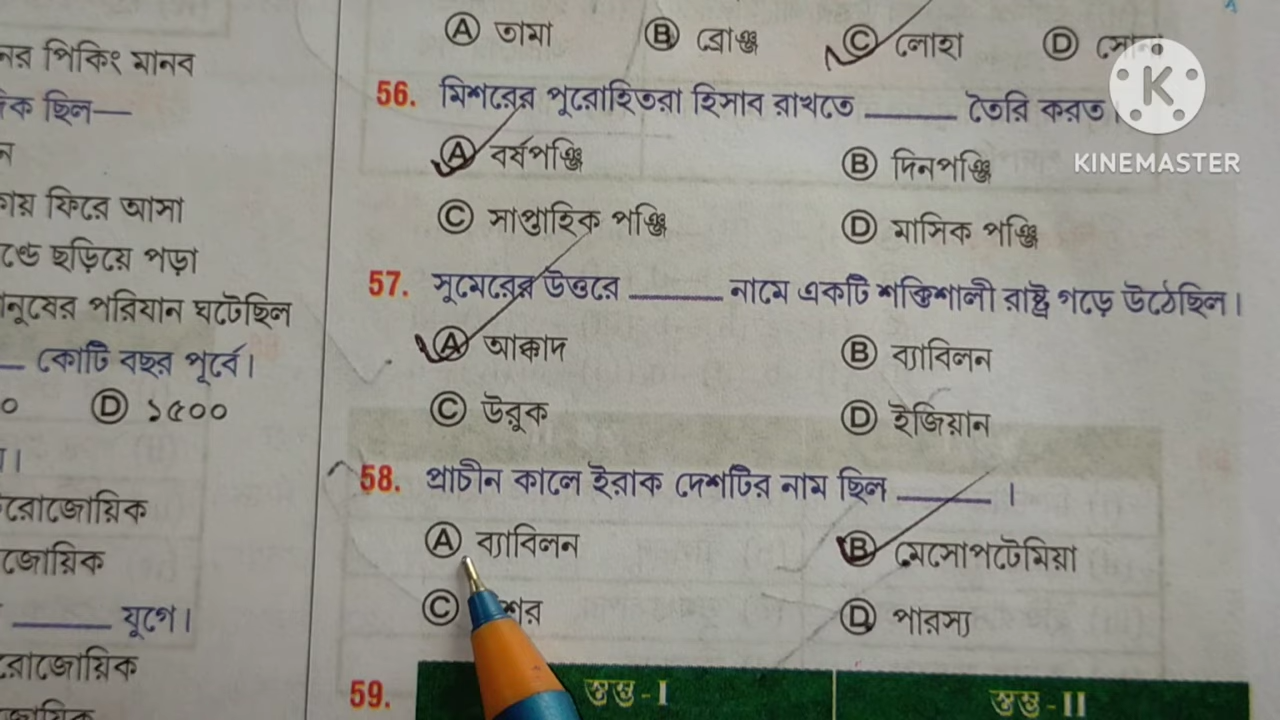 A তামা B ব্রোঞ্জ C লোহা D
নর পিকিং মানব
56. মিশরের পুরোহিতরা হিসাব রাখতে ______ তৈরি করত।
ছিল—
A বর্ষপঞ্জি B দিনপঞ্জি
C সাপ্তাহিক পঞ্জি D মাসিক পঞ্জি
ফিরে আসা
ছড়িয়ে পড়া
57. সুমেরের উত্তরে ______ নামে একটি শক্তিশালী রাষ্ট্র গড়ে উঠেছিল।
পরিযান ঘটেছিল
A আক্কাদ B ব্যাবিলন
কোটি বছর পূর্বে।
C উরুক D ইজিয়ান
D ১৫০০
58. প্রাচীন কালে ইরাক দেশটির নাম ছিল ______ ।
A ব্যাবিলন B মেসোপটেমিয়া
C D পারস্য
______ যুগে।
59. স্তম্ভ-I স্তম্ভ-II
K
KINEMASTER